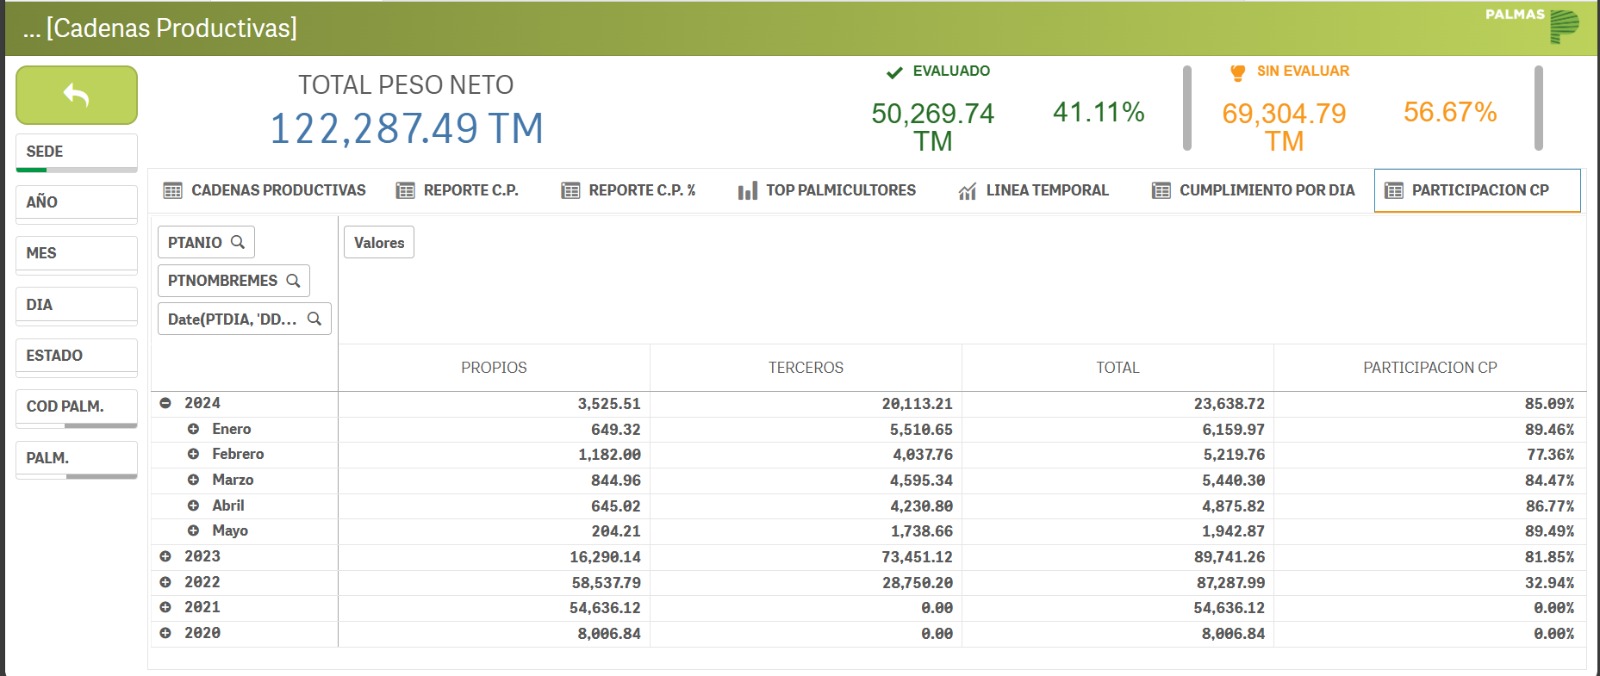 ... [Cadenas Productivas]
PALMAS
TOTAL PESO NETO
122,287.49 TM
EVALUADO
50,269.74 TM
41.11%
SIN EVALUAR
69,304.79 TM
56.67%
SEDE
AÑO
MES
DIA
ESTADO
COD PALM.
PALM.
CADENAS PRODUCTIVAS REPORTE C.P. REPORTE C.P. % TOP PALMICULTORES LINEA TEMPORAL CUMPLIMIENTO POR DIA PARTICIPACION CP
PTANIO
PTNOMBREMES
Date(PTDIA, 'DD...
Valores
PROPIOS TERCEROS TOTAL PARTICIPACION CP
2024 3,525.51 20,113.21 23,638.72 85.09%
Enero 649.32 5,510.65 6,159.97 89.46%
Febrero 1,182.00 4,037.76 5,219.76 77.36%
Marzo 844.96 4,595.34 5,440.30 84.47%
Abril 645.02 4,230.80 4,875.82 86.77%
Mayo 204.21 1,738.66 1,942.87 89.49%
2023 16,290.14 73,451.12 89,741.26 81.85%
2022 58,537.79 28,750.20 87,287.99 32.94%
2021 54,636.12 0.00 54,636.12 0.00%
2020 8,006.84 0.00 8,006.84 0.00%